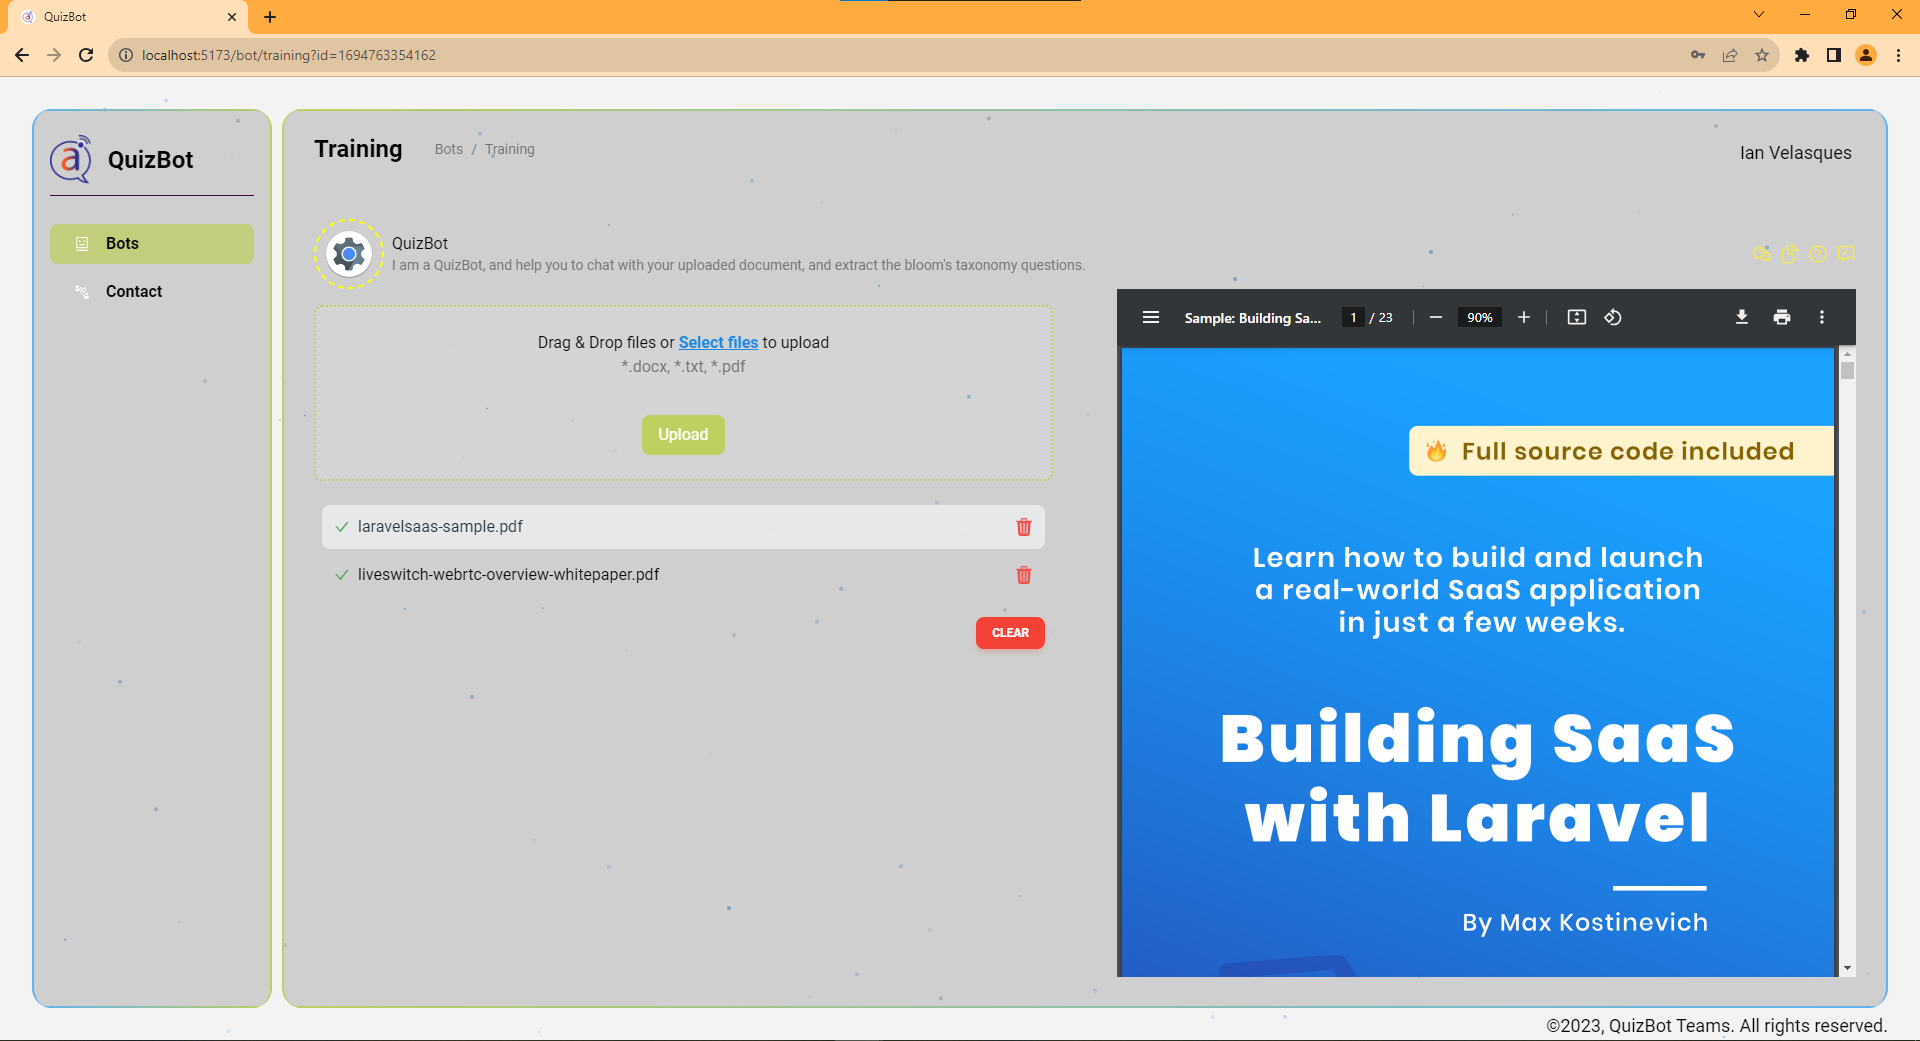 QuizBot
localhost:5173/bot/training?id=1694763354162
QuizBot
Bots
Contact
Training
Bots / Training
Ian Velasques
QuizBot
I am a QuizBot, and help you to chat with your uploaded document, and extract the bloom's taxonomy questions.
Drag & Drop files or Select files to upload
*.docx, *.txt, *.pdf
Upload
laravelsaas-sample.pdf
liveswitch-webrtc-overview-whitepaper.pdf
CLEAR
Sample: Building Sa...
1 / 23
90%
Full source code included
Learn how to build and launch
a real-world SaaS application
in just a few weeks.
Building SaaS
with Laravel
By Max Kostinevich
©2023, QuizBot Teams. All rights reserved.